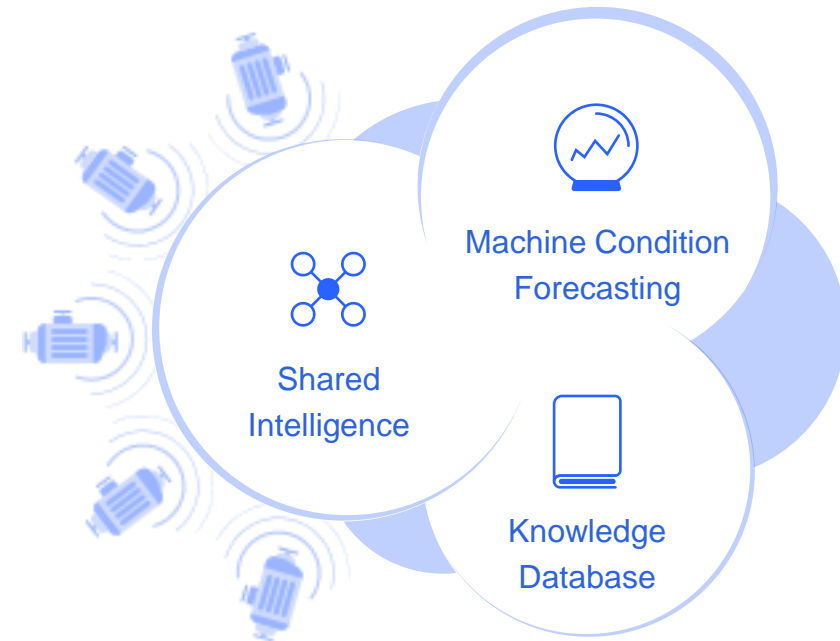 Machine Condition
Forecasting
Shared
Intelligence
Knowledge
Database